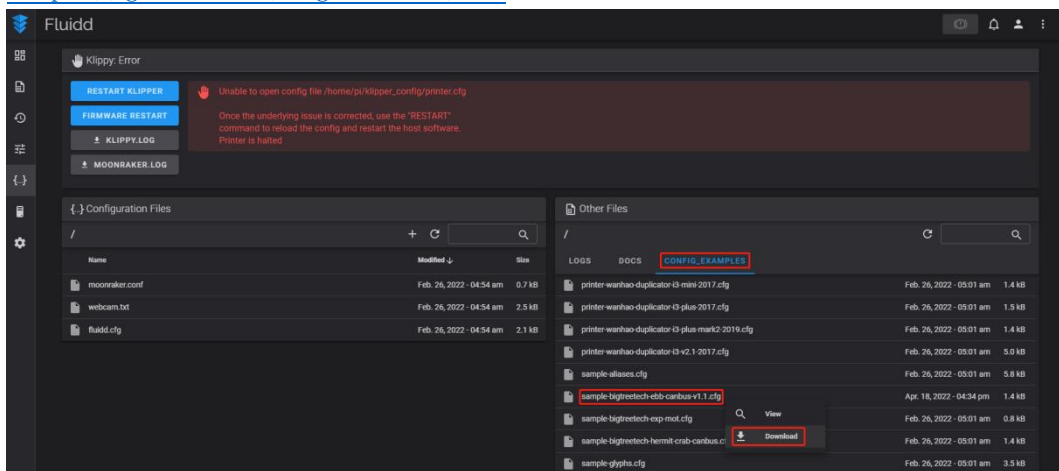 Fluidd
Klippy: Error
RESTART KLIPPER
FIRMWARE RESTART
KLIPPY.LOG
MOONRAKER.LOG
Unable to open config file /home/pi/klipper_config/printer.cfg
Once the underlying issue is corrected, use the "RESTART"
command to reload the config and restart the host software.
Printer is halted
{..} Configuration Files
/
Name Modified ↓ Size
moonraker.conf Feb. 26, 2022 - 04:54 am 0.7 kB
webcam.txt Feb. 26, 2022 - 04:54 am 2.5 kB
fluidd.cfg Feb. 26, 2022 - 04:54 am 2.1 kB
Other Files
/
LOGS DOCS CONFIG_EXAMPLES
printer-wanhao-duplicator-i3-mini-2017.cfg Feb. 26, 2022 - 05:01 am 1.4 kB
printer-wanhao-duplicator-i3-plus-2017.cfg Feb. 26, 2022 - 05:01 am 1.5 kB
printer-wanhao-duplicator-i3-plus-mark2-2019.cfg Feb. 26, 2022 - 05:01 am 1.4 kB
printer-wanhao-duplicator-i3-v2.1-2017.cfg Feb. 26, 2022 - 05:01 am 5.0 kB
sample-aliases.cfg Feb. 26, 2022 - 05:01 am 5.8 kB
sample-bigtreetech-ebb-canbus-v1.1.cfg Apr. 18, 2022 - 04:34 pm 1.4 kB
View
sample-bigtreetech-exp-mot.cfg Feb. 26, 2022 - 05:01 am 0.8 kB
Download
sample-bigtreetech-hermit-crab-canbus.c Feb. 26, 2022 - 05:01 am 1.4 kB
sample-glyphs.cfg Feb. 26, 2022 - 05:01 am 3.5 kB